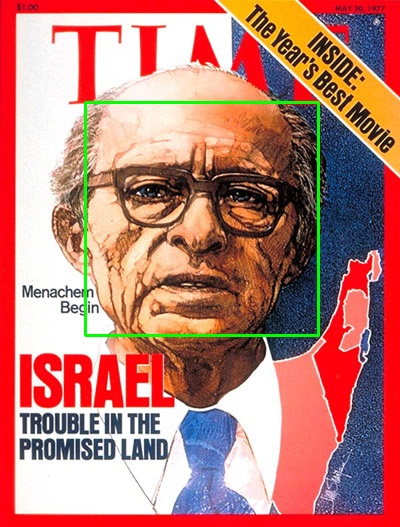 $1.00
MAY 30, 1977
TIME
INSIDE:
The Year's Best Movie
Menachem
Begin
ISRAEL
TROUBLE IN THE
PROMISED LAND